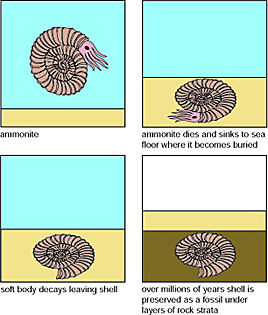 ammonite
ammonite dies and sinks to sea
floor where it becomes buried
soft body decays leaving shell
over millions of years shell is
preserved as a fossil under
layers of rock strata